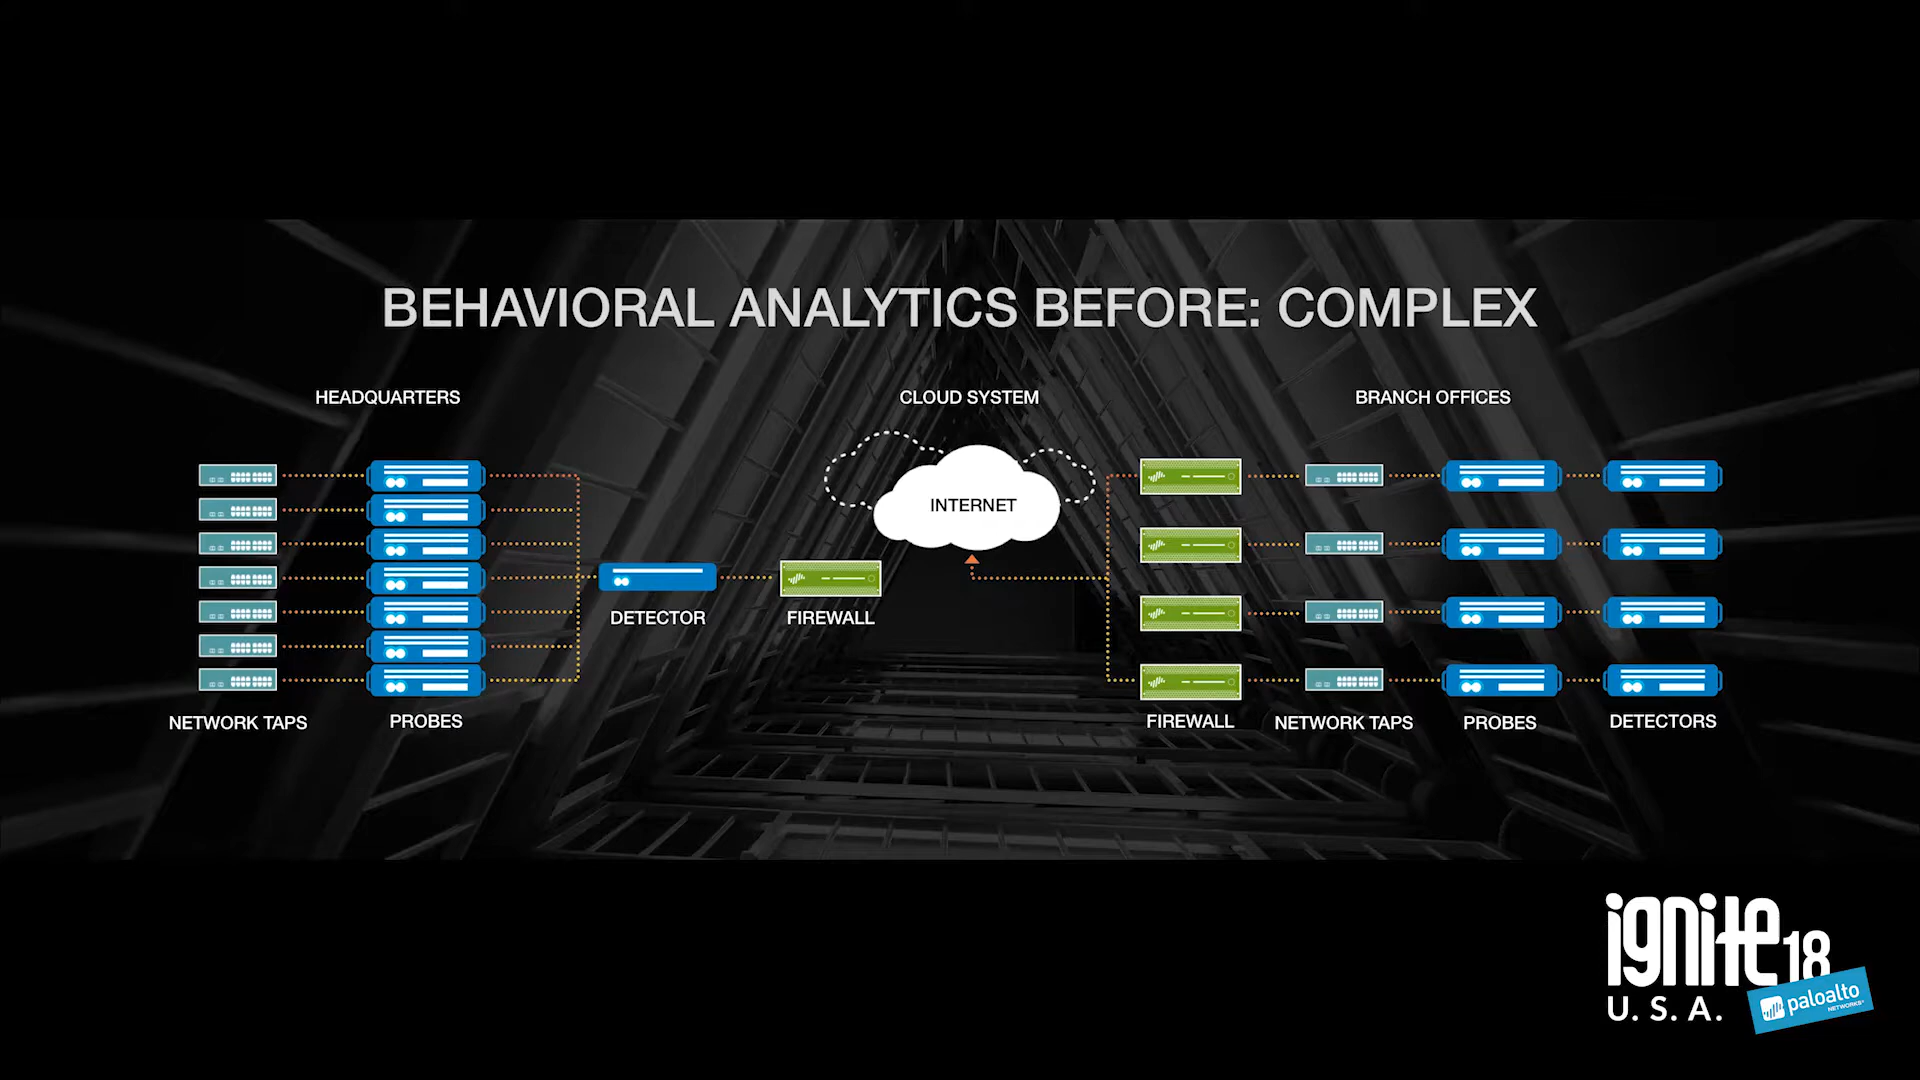 BEHAVIORAL ANALYTICS BEFORE: COMPLEX
HEADQUARTERS
CLOUD SYSTEM
BRANCH OFFICES
INTERNET
DETECTOR
FIREWALL
NETWORK TAPS
PROBES
FIREWALL
NETWORK TAPS
PROBES
DETECTORS
ignite18
U.S.A.
paloalto
NETWORKS